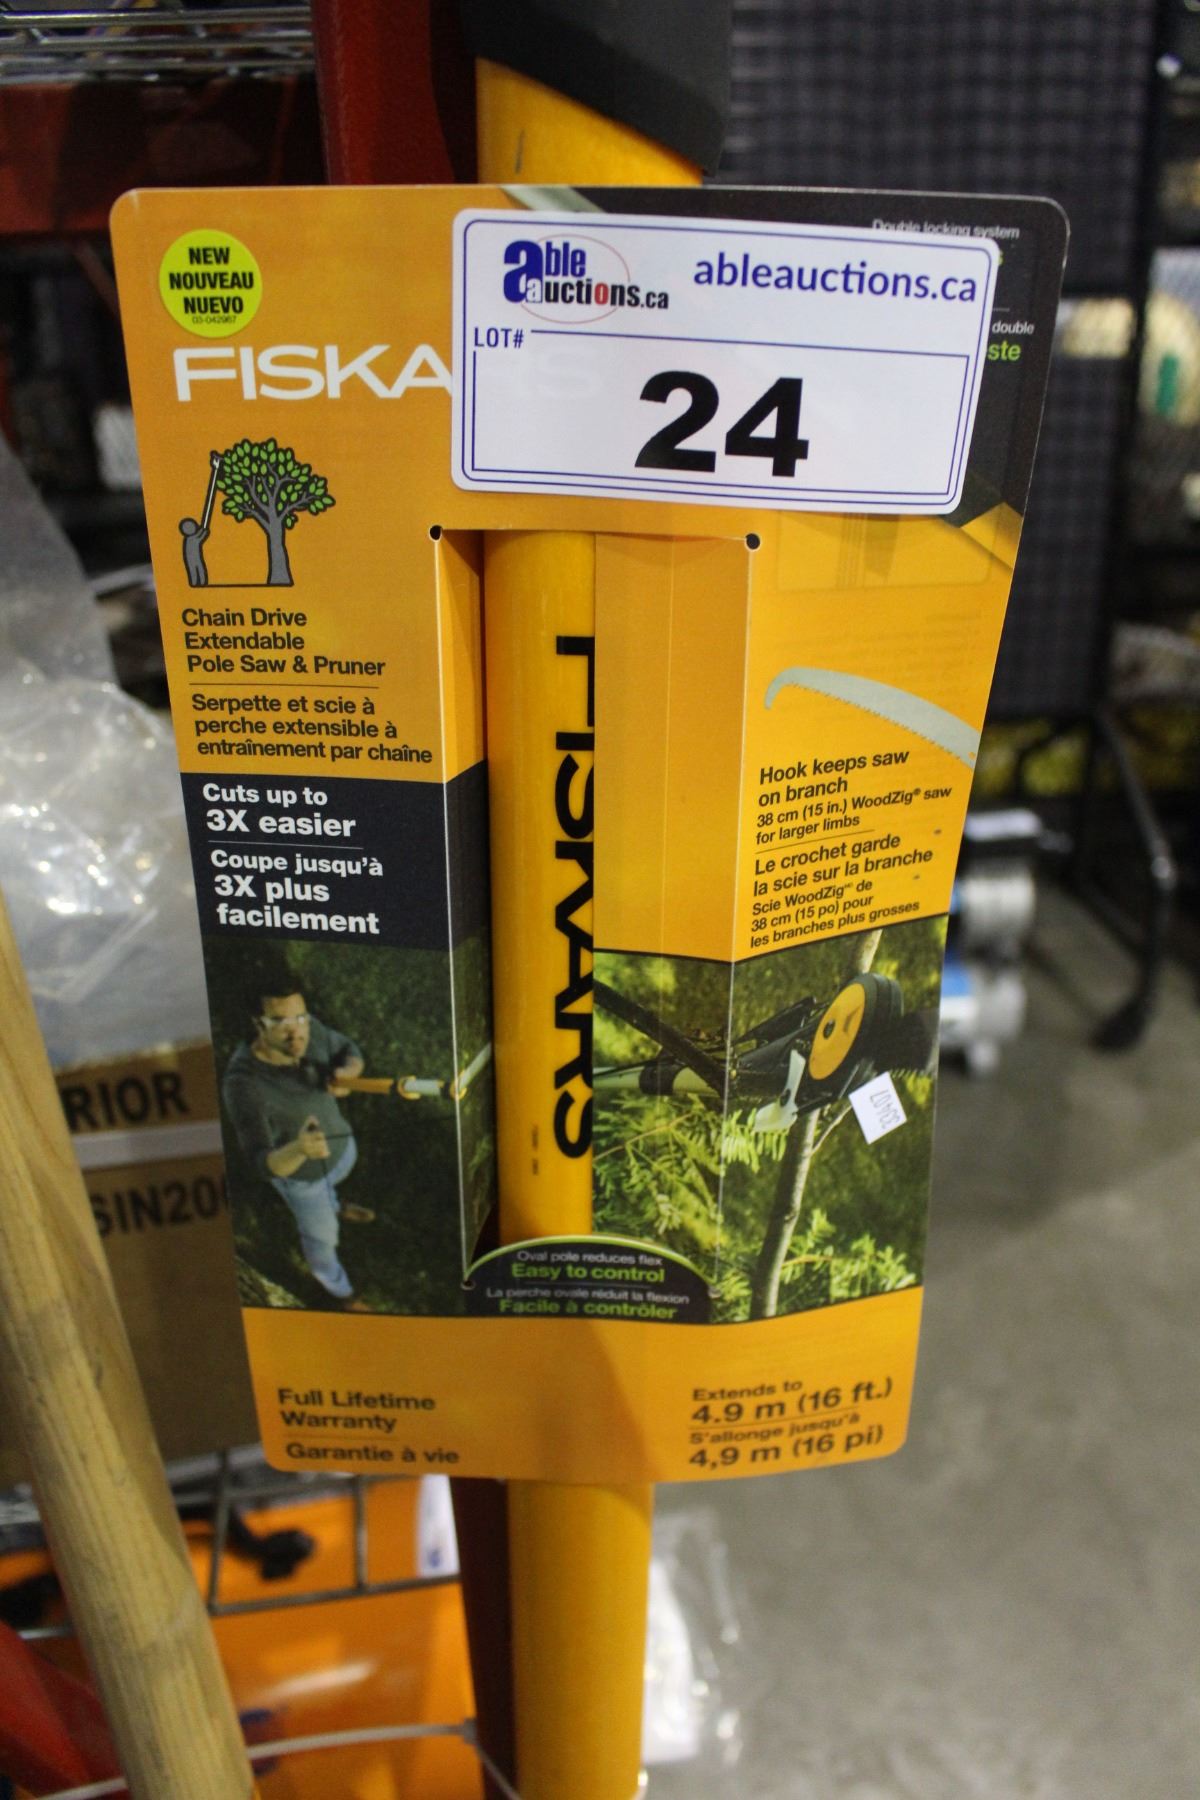 NEW
NOUVEAU
NUEVO
03-042967
FISKA
able
auctions.ca
ableauctions.ca
LOT#
24
Double locking system
double
ste
Chain Drive
Extendable
Pole Saw & Pruner
Serpette et scie à
perche extensible à
entraînement par chaîne
Cuts up to
3X easier
Coupe jusqu'à
3X plus
facilement
FISKARS
Hook keeps saw
on branch
38 cm (15 in.) WoodZig® saw
for larger limbs
Le crochet garde
la scie sur la branche
Scie WoodZig de
38 cm (15 po) pour
les branches plus grosses
33407
Oval pole reduces flex
Easy to control
La perche ovale réduit la flexion
Facile à contrôler
Full Lifetime
Warranty
Garantie à vie
Extends to
4.9 m (16 ft.)
S'allonge jusqu'à
4,9 m (16 pi)
RIOR
SIN20